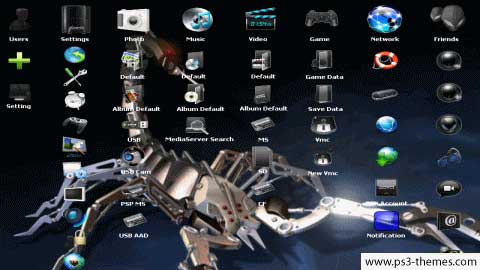 Users Settings Photo Music Video Game Network Friends
Default Default Default Game Data
Setting Album Default Album Default Album Default Save Data
USB MediaServer Search MS Vmc
USB Cam SD New Vmc
PSP MS CF Account
USB AAD Notification
www.ps3-themes.com